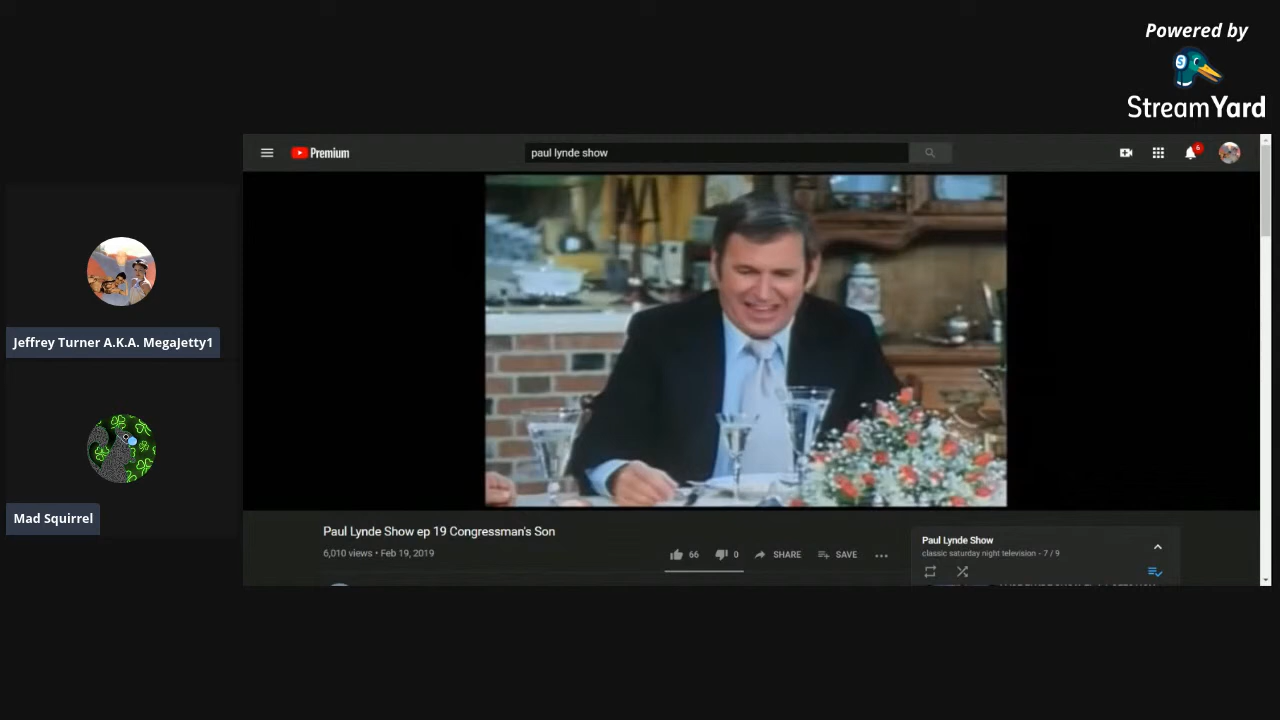 Powered by
StreamYard
Premium
paul lynde show
6
Jeffrey Turner A.K.A. MegaJetty1
Mad Squirrel
Paul Lynde Show ep 19 Congressman's Son
6,010 views • Feb 19, 2019
66
0
SHARE
SAVE
Paul Lynde Show
classic saturday night television - 7 / 9